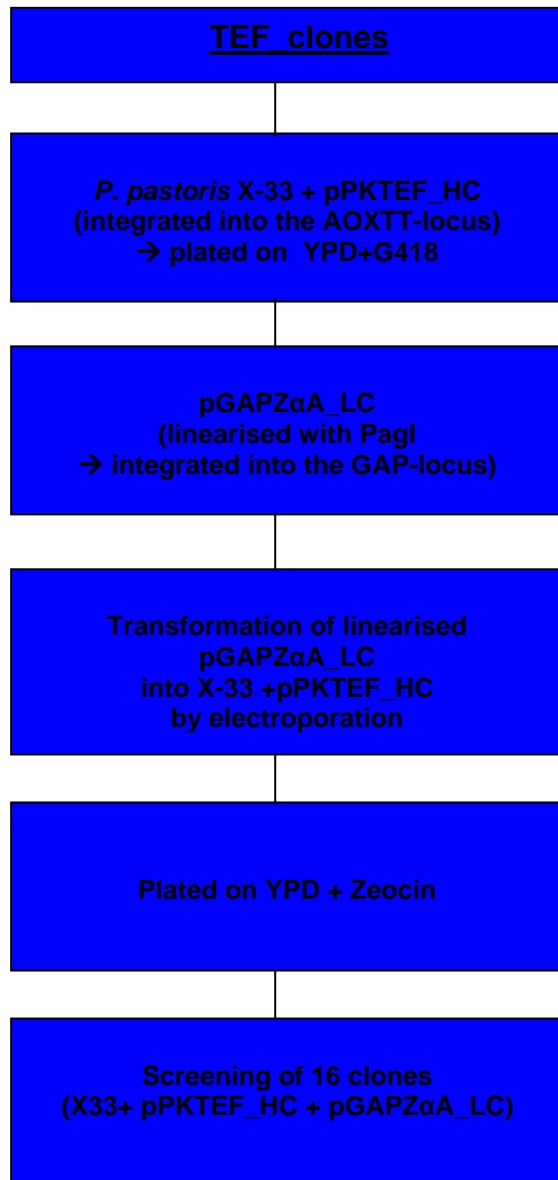 TEF_clones
P. pastoris X-33 + pPKTEF_HC
(integrated into the AOXTT-locus)
→ plated on YPD+G418
pGAPZαA_LC
(linearised with PagI
→ integrated into the GAP-locus)
Transformation of linearised
pGAPZαA_LC
into X-33 +pPKTEF_HC
by electroporation
Plated on YPD + Zeocin
Screening of 16 clones
(X33+ pPKTEF_HC + pGAPZαA_LC)